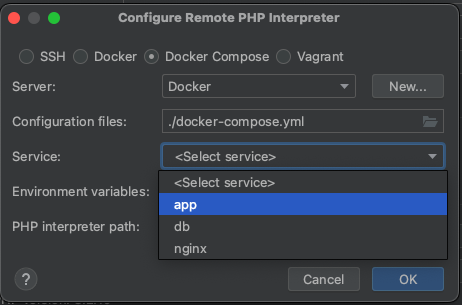 Configure Remote PHP Interpreter
SSH Docker Docker Compose Vagrant
Server: Docker New...
Configuration files: ./docker-compose.yml
Service: <Select service>
<Select service>
Environment variables:
app
db
PHP interpreter path:
nginx
? Cancel OK